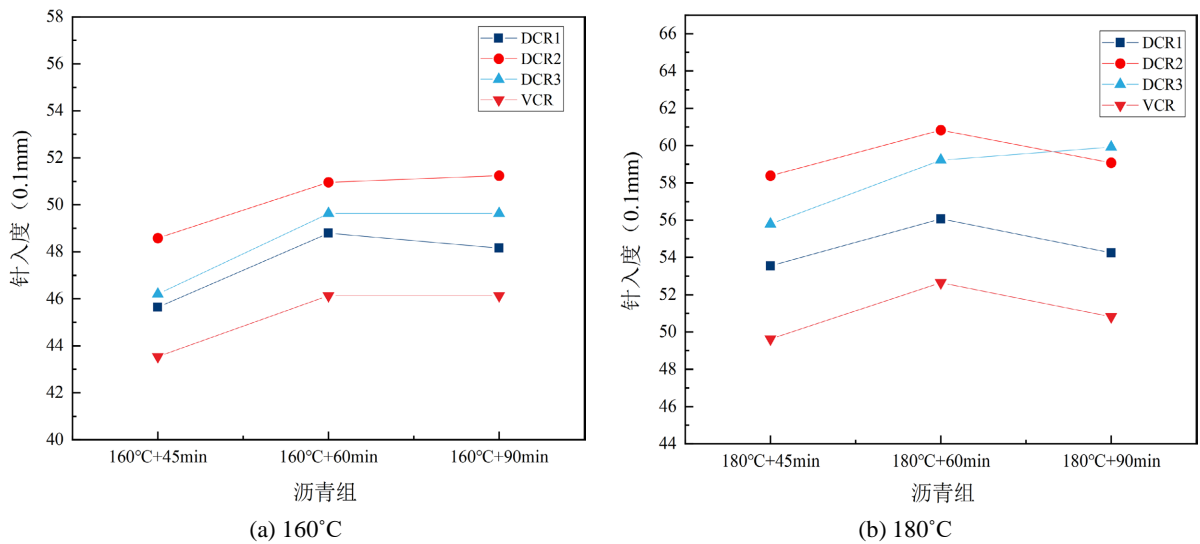 58
56
54
52
50
48
46
44
42
40
针入度（0.1mm）
DCR1
DCR2
DCR3
VCR
160℃+45min
160℃+60min
160℃+90min
沥青组
(a) 160˚C
66
64
62
60
58
56
54
52
50
48
46
44
针入度（0.1mm）
DCR1
DCR2
DCR3
VCR
180℃+45min
180℃+60min
180℃+90min
沥青组
(b) 180˚C